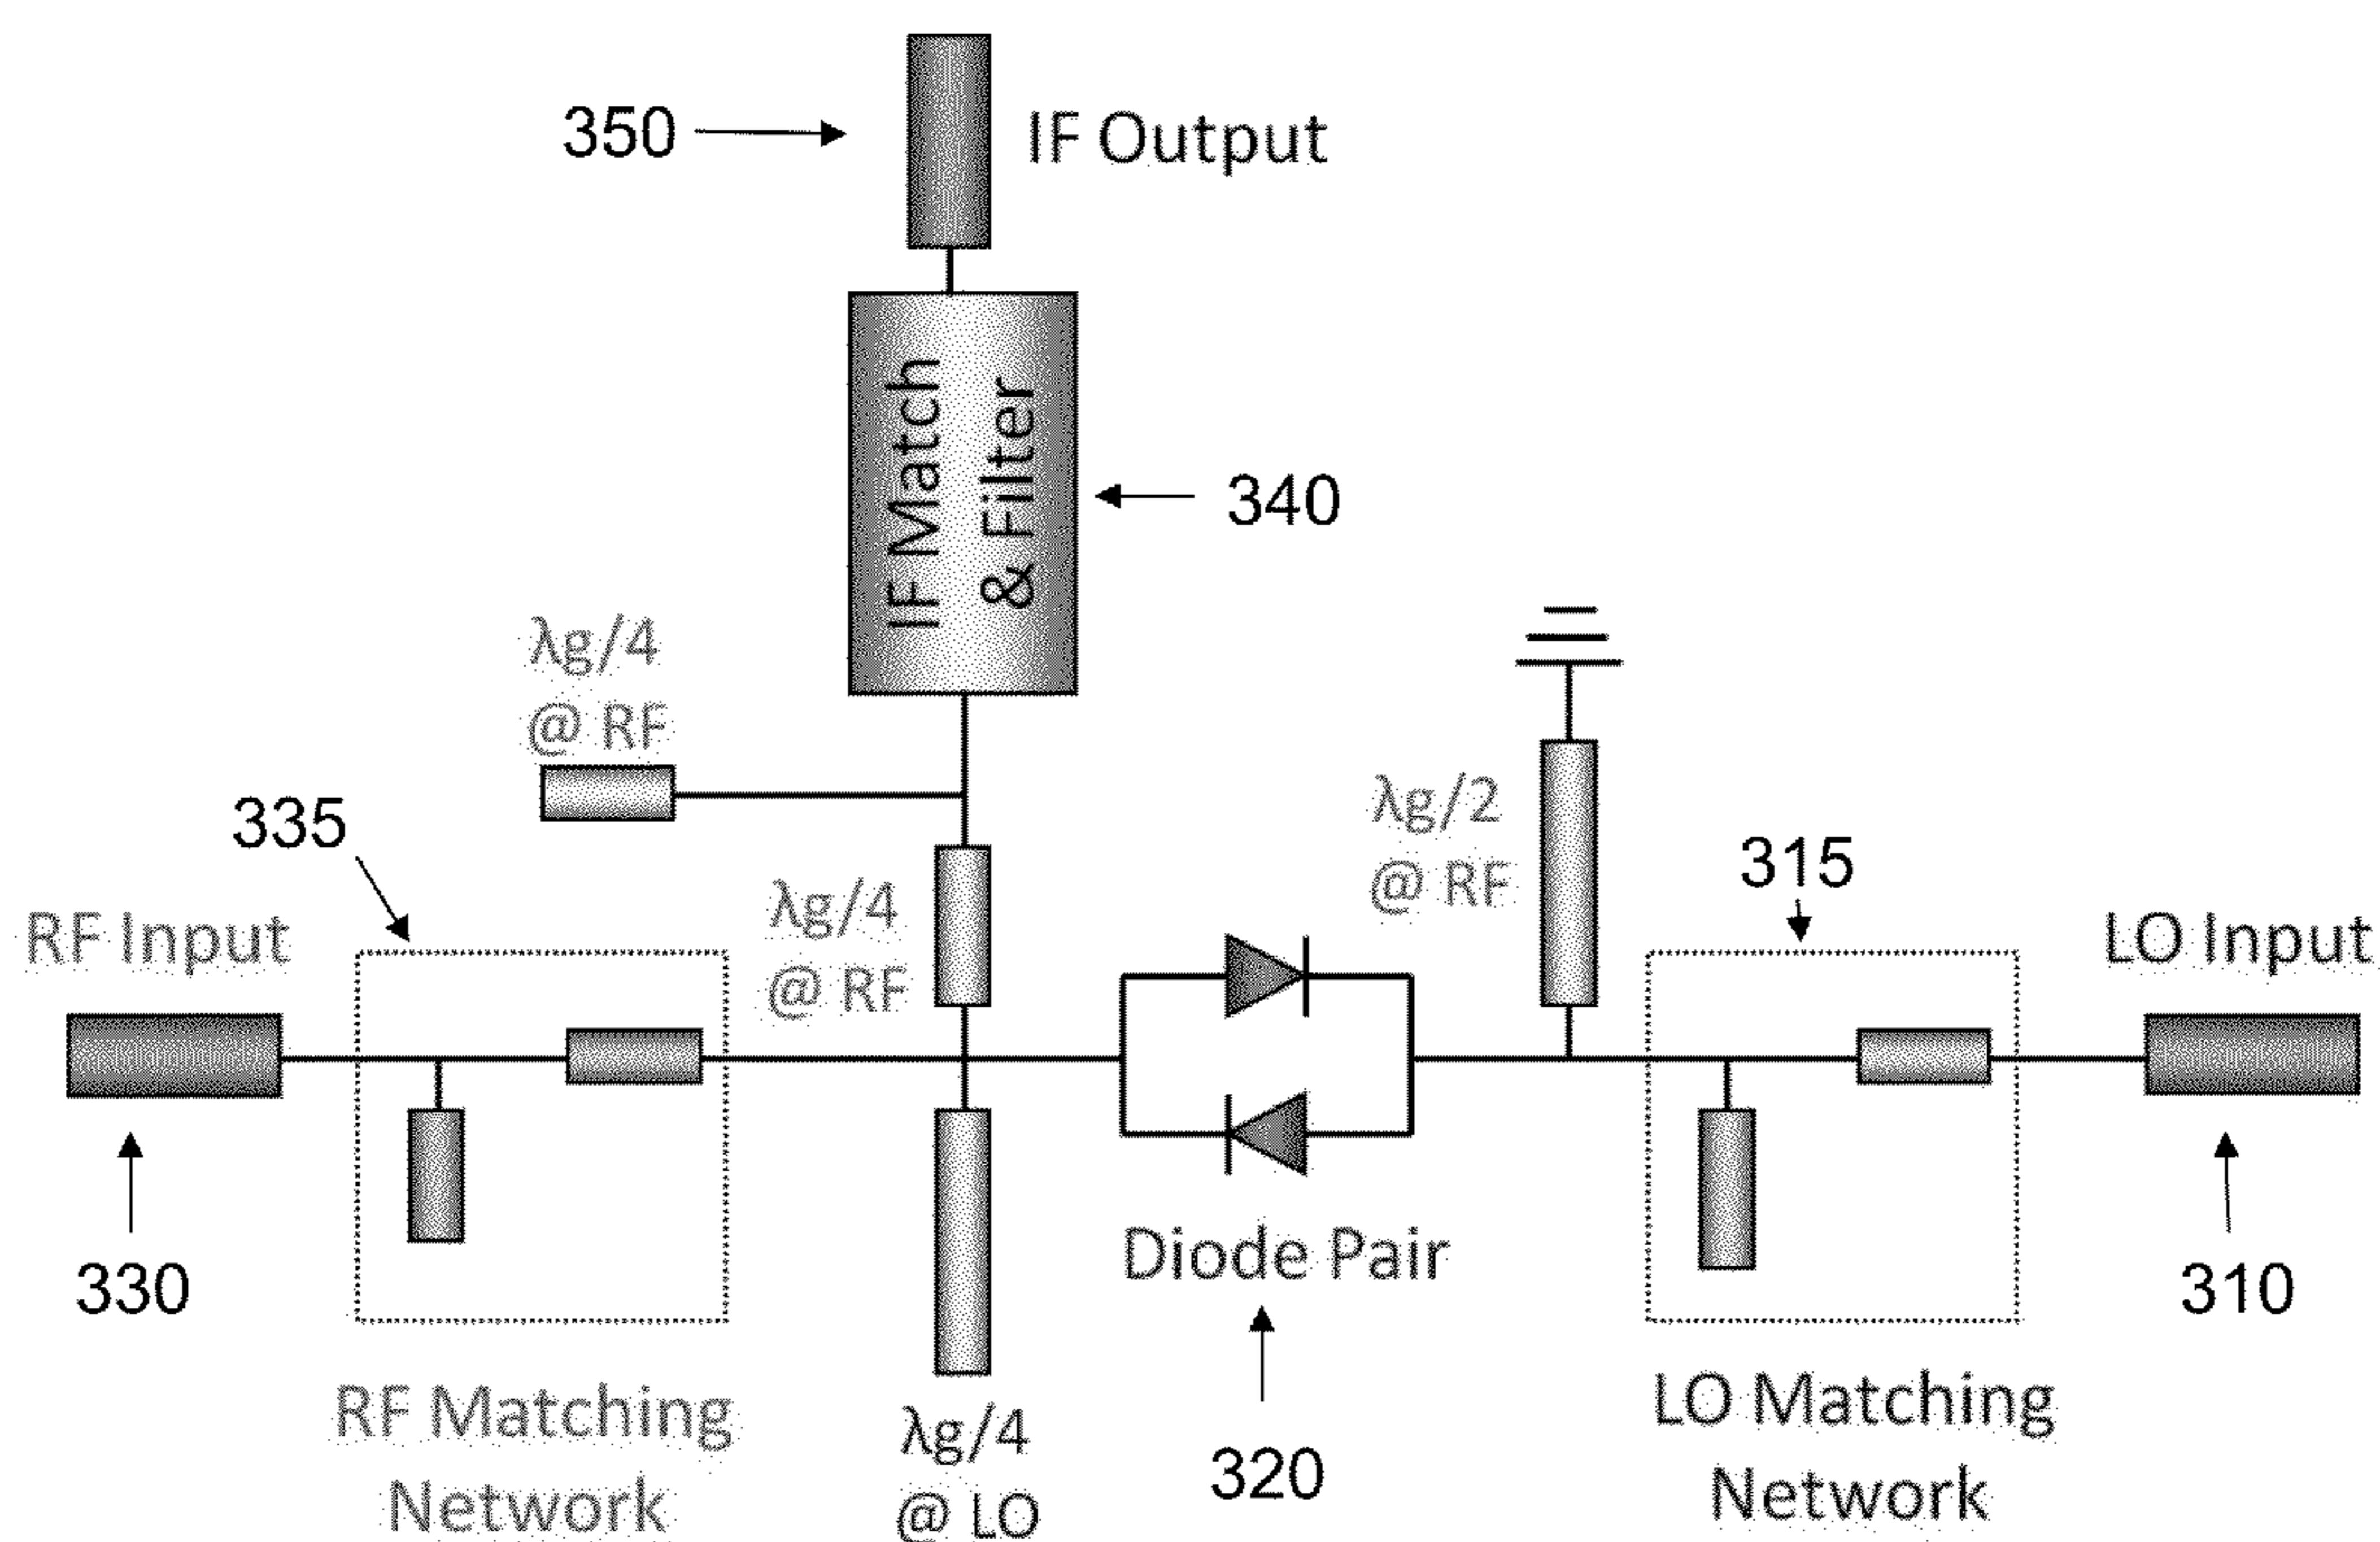 350
IF Output
IF Match
& Filter
340
λg/4
@ RF
335
RF Input
λg/4
@ RF
λg/2
@ RF
315
LO Input
330
Diode Pair
310
RF Matching
Network
λg/4
@ LO
320
LO Matching
Network